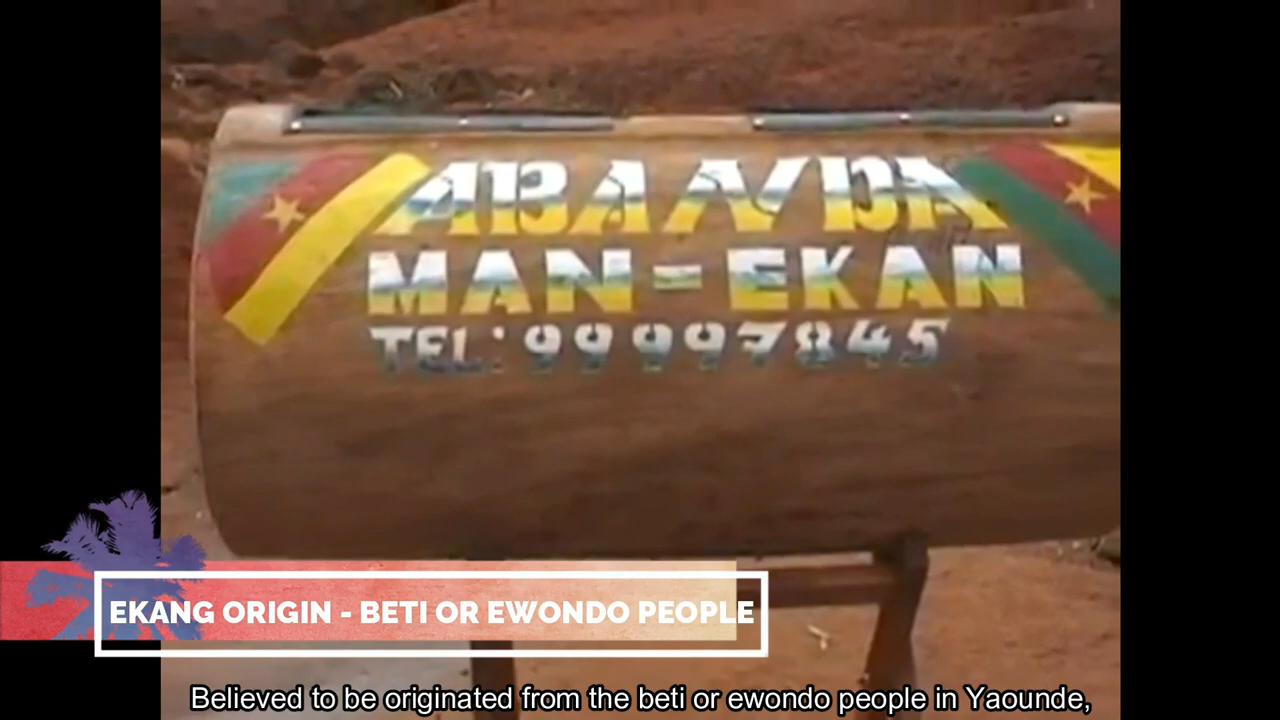 ABANDA
MAN=EKAN
TEL: 99997845
EKANG ORIGIN - BETI OR EWONDO PEOPLE
Believed to be originated from the beti or ewondo people in Yaounde,